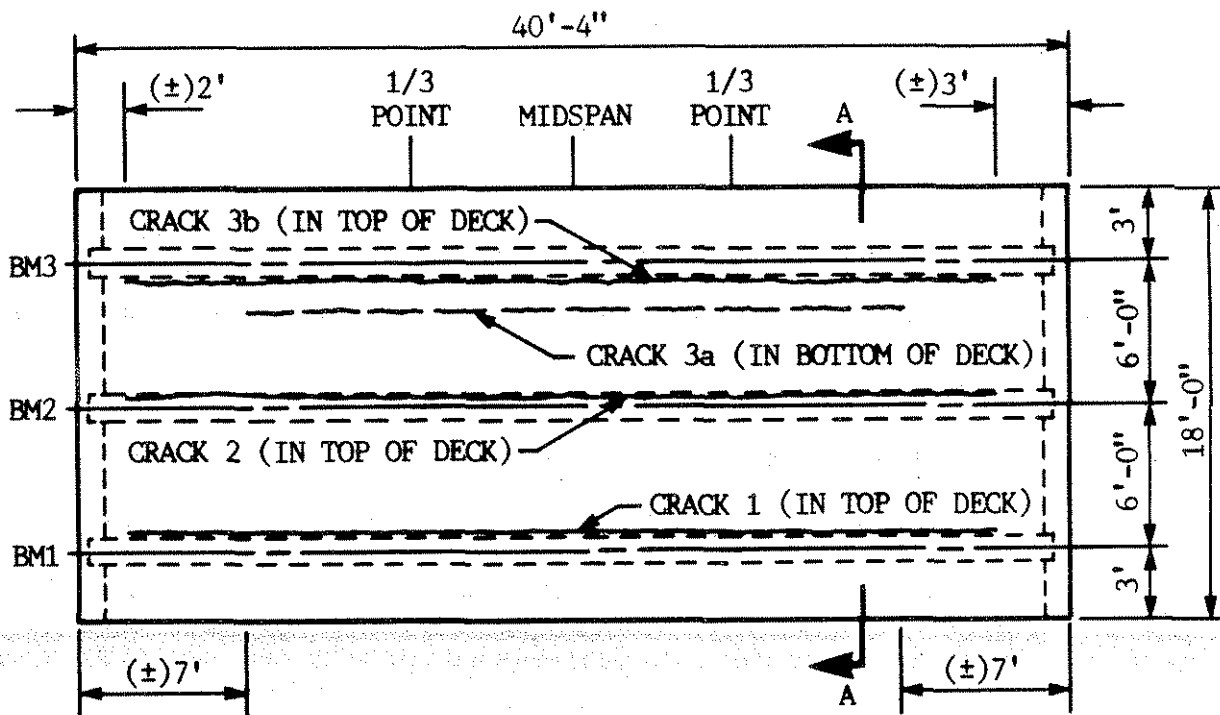 40'-4"
(±)2'
1/3
POINT
MIDSPAN
1/3
POINT
(±)3'
A
CRACK 3b (IN TOP OF DECK)
3'
BM3
CRACK 3a (IN BOTTOM OF DECK)
6'-0"
BM2
18'-0"
CRACK 2 (IN TOP OF DECK)
6'-0"
CRACK 1 (IN TOP OF DECK)
BM1
3'
(±)7'
A
(±)7'